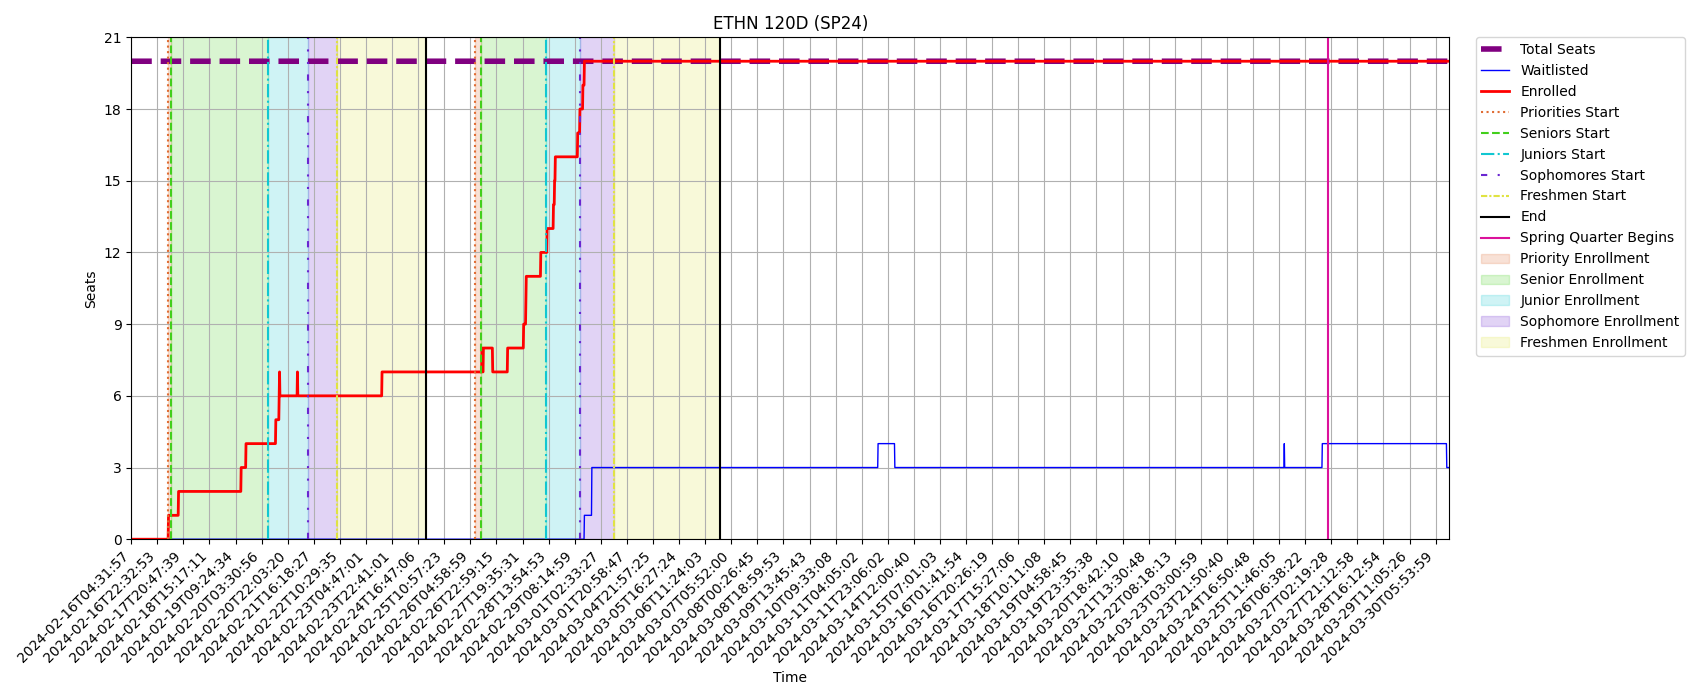 ETHN 120D (SP24)
21
18
15
12
9
6
3
0
Seats
2024-02-16T04:31:57
2024-02-16T22:32:53
2024-02-17T20:47:39
2024-02-18T15:17:11
2024-02-19T09:24:34
2024-02-20T03:30:56
2024-02-20T22:03:20
2024-02-21T16:18:27
2024-02-22T10:29:35
2024-02-23T04:47:01
2024-02-23T22:41:01
2024-02-24T16:47:06
2024-02-25T10:57:23
2024-02-26T04:58:59
2024-02-26T22:59:15
2024-02-27T19:35:31
2024-02-28T13:54:53
2024-02-29T08:14:59
2024-03-01T02:33:27
2024-03-01T20:58:47
2024-03-04T21:57:25
2024-03-05T16:27:24
2024-03-06T11:24:03
2024-03-07T05:52:00
2024-03-08T00:26:45
2024-03-08T18:59:53
2024-03-09T13:45:43
2024-03-10T09:33:08
2024-03-11T04:05:02
2024-03-11T23:06:02
2024-03-14T12:00:40
2024-03-15T07:01:03
2024-03-16T01:41:54
2024-03-16T20:26:19
2024-03-17T15:27:06
2024-03-18T10:11:08
2024-03-19T04:58:45
2024-03-19T23:35:38
2024-03-20T18:42:10
2024-03-21T13:30:48
2024-03-22T08:18:13
2024-03-23T03:00:59
2024-03-23T21:50:40
2024-03-24T16:50:48
2024-03-25T11:46:05
2024-03-26T06:38:22
2024-03-27T02:19:28
2024-03-27T21:12:58
2024-03-28T16:12:54
2024-03-29T11:05:26
2024-03-30T05:53:59
Time
Total Seats
Waitlisted
Enrolled
Priorities Start
Seniors Start
Juniors Start
Sophomores Start
Freshmen Start
End
Spring Quarter Begins
Priority Enrollment
Senior Enrollment
Junior Enrollment
Sophomore Enrollment
Freshmen Enrollment